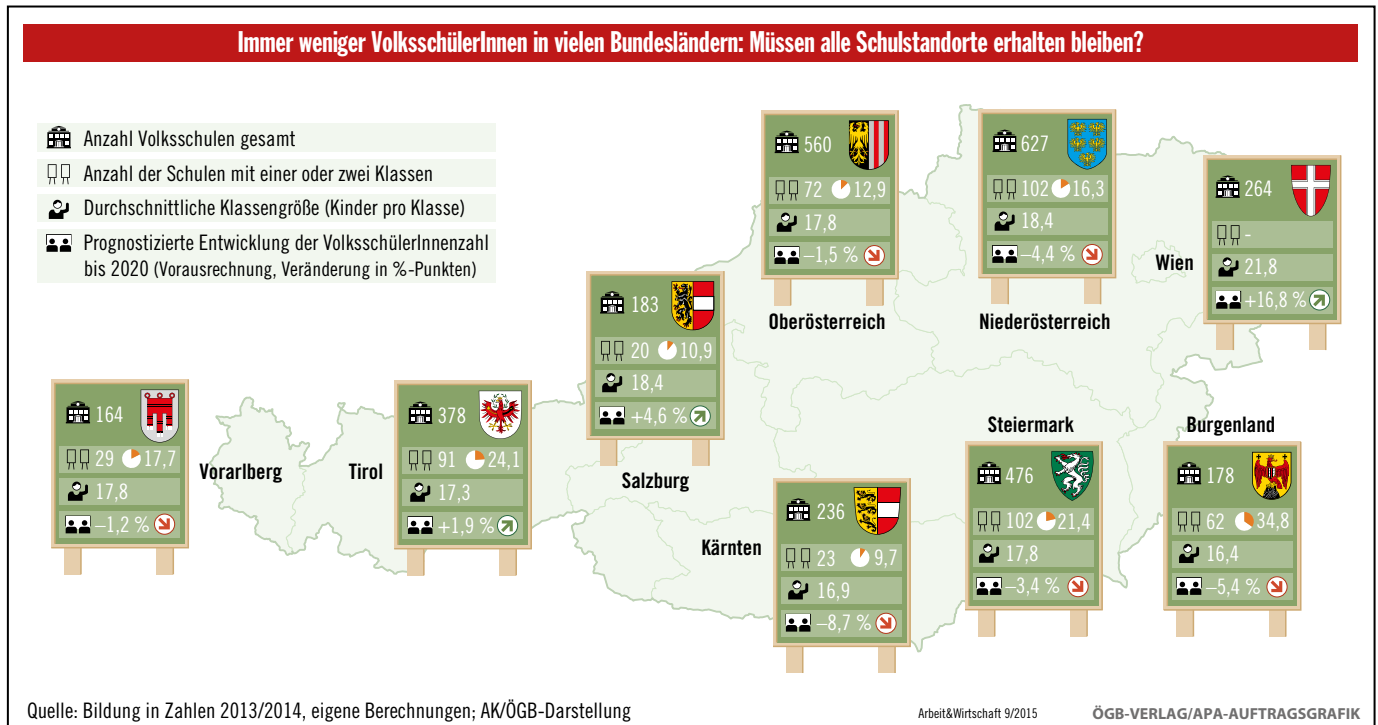 Immer weniger VolksschülerInnen in vielen Bundesländern: Müssen alle Schulstandorte erhalten bleiben?
Anzahl Volksschulen gesamt
Anzahl der Schulen mit einer oder zwei Klassen
Durchschnittliche Klassengröße (Kinder pro Klasse)
Prognostizierte Entwicklung der VolksschülerInnenzahl
bis 2020 (Vorausrechnung, Veränderung in %-Punkten)
164
29 17,7
17,8
–1,2 %
Vorarlberg
Tirol
378
91 24,1
17,3
+1,9 %
183
20 10,9
18,4
+4,6 %
Salzburg
560
72 12,9
17,8
–1,5 %
Oberösterreich
627
102 16,3
18,4
–4,4 %
Niederösterreich
Wien
264
-
21,8
+16,8 %
Kärnten
236
23 9,7
16,9
–8,7 %
Steiermark
476
102 21,4
17,8
–3,4 %
Burgenland
178
62 34,8
16,4
–5,4 %
Quelle: Bildung in Zahlen 2013/2014, eigene Berechnungen; AK/ÖGB-Darstellung
Arbeit&Wirtschaft 9/2015
ÖGB-VERLAG/APA-AUFTRAGSGRAFIK